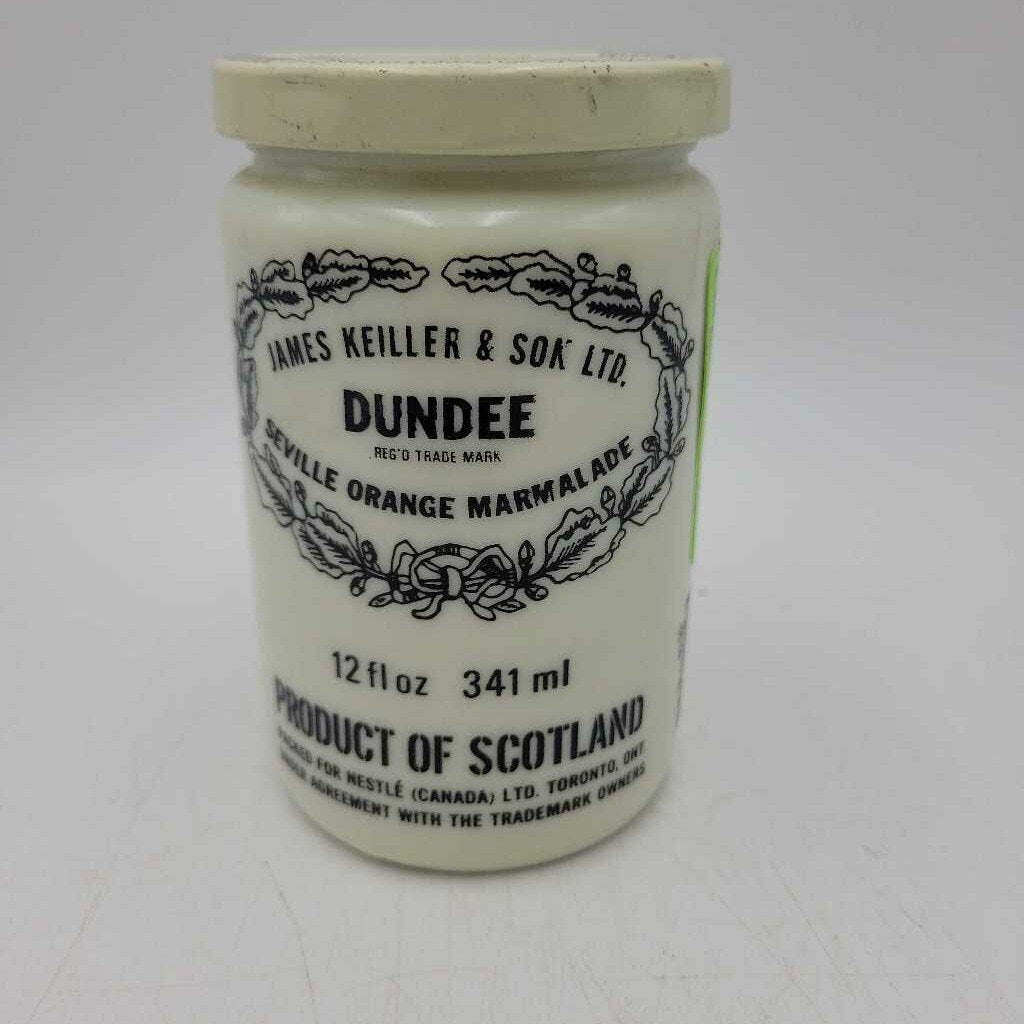 JAMES KEILLER & SON LTD.
DUNDEE
REG'D TRADE MARK
SEVILLE ORANGE MARMALADE
12 fl oz 341 ml
PRODUCT OF SCOTLAND
PACKED FOR NESTLÉ (CANADA) LTD. TORONTO, ONT.
UNDER AGREEMENT WITH THE TRADEMARK OWNERS